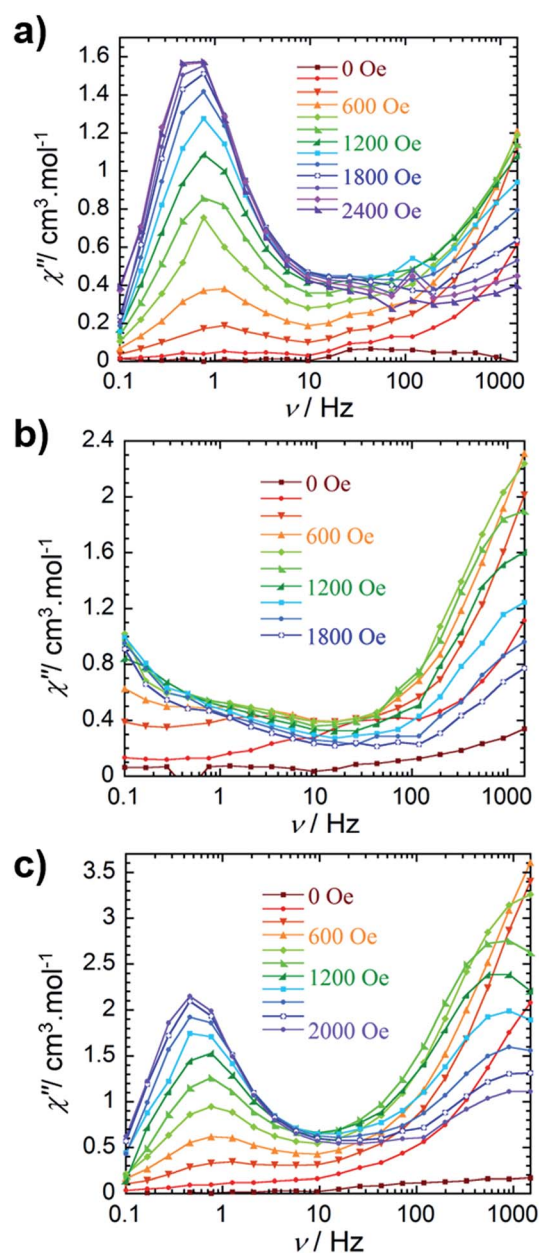 a)
1.6
1.4
1.2
1
0.8
0.6
0.4
0.2
0
χ''/ cm³.mol⁻¹
0 Oe
600 Oe
1200 Oe
1800 Oe
2400 Oe
0.1 1 10 100 1000
ν / Hz
b)
2.4
2
1.6
1.2
0.8
0.4
0
χ''/ cm³.mol⁻¹
0 Oe
600 Oe
1200 Oe
1800 Oe
0.1 1 10 100 1000
ν / Hz
c)
3.5
3
2.5
2
1.5
1
0.5
0
χ''/ cm³.mol⁻¹
0 Oe
600 Oe
1200 Oe
2000 Oe
0.1 1 10 100 1000
ν / Hz